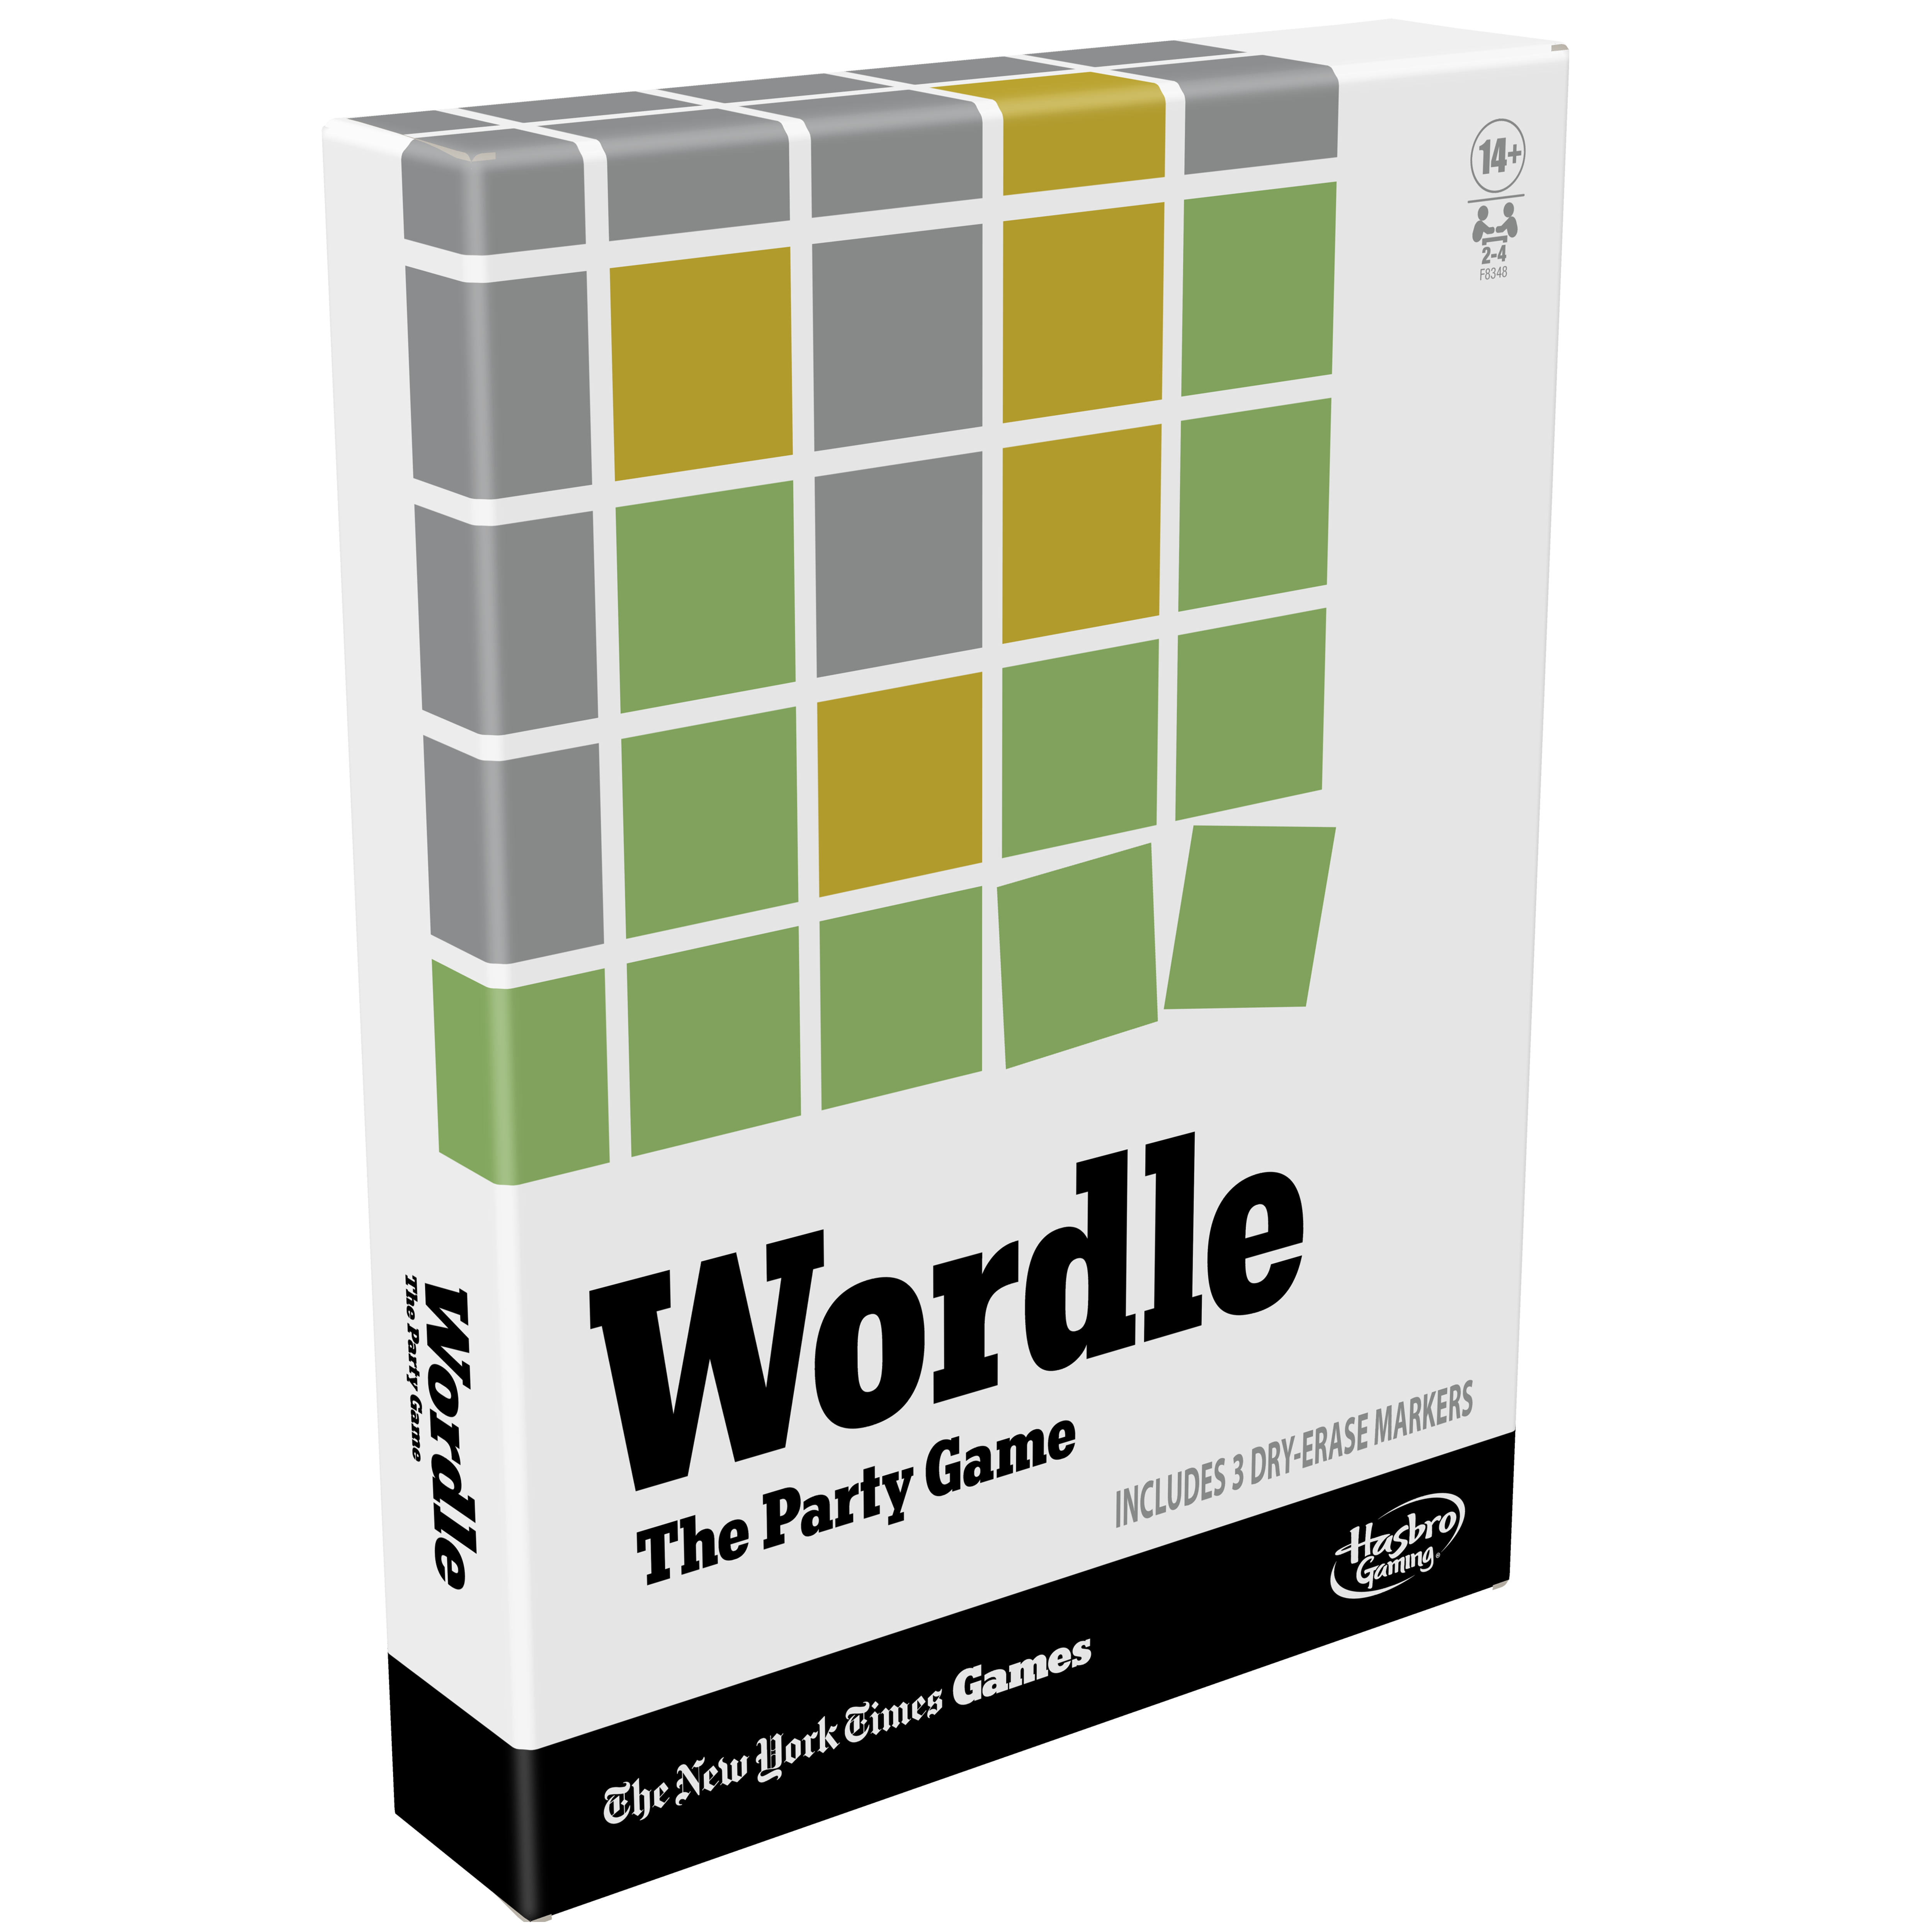 14+
2-4
F8348
Wordle
The Party Game
INCLUDES 3 DRY-ERASE MARKERS
Hasbro
Gaming
The New York Times Games
Wordle
The Party Game